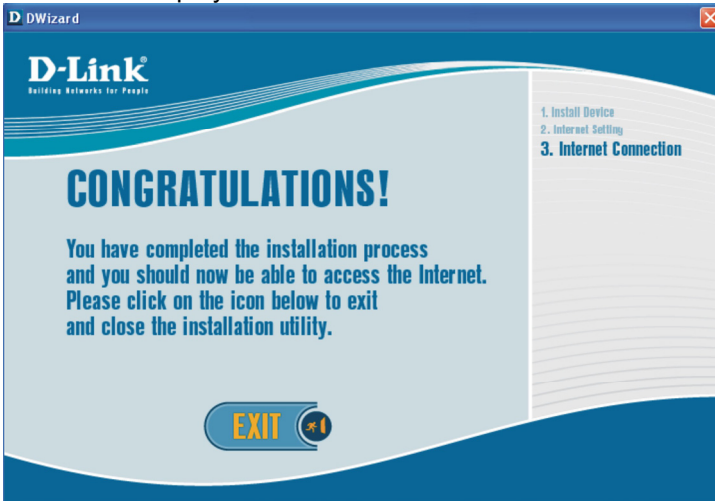 DWizard
D-Link
Building Networks for People
1. Install Device
2. Internet Setting
3. Internet Connection
CONGRATULATIONS!
You have completed the installation process
and you should now be able to access the Internet.
Please click on the icon below to exit
and close the installation utility.
EXIT